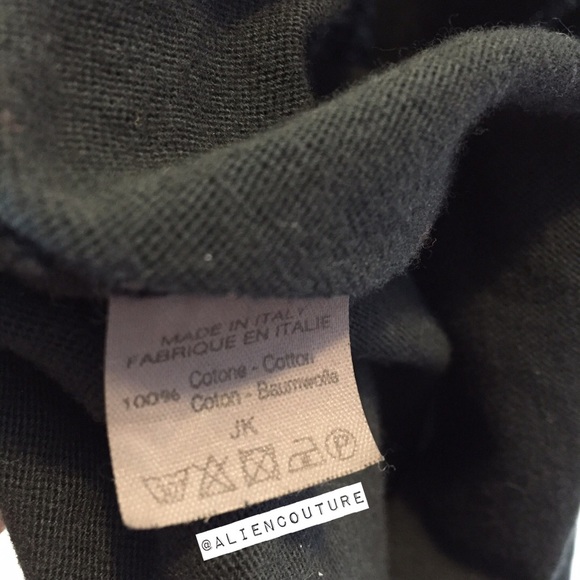 MADE IN ITALY
FABRIQUE EN ITALIE
100% Cotone - Cotton
Coton - Baumwolle
JK
P
@ALIENCOUTURE